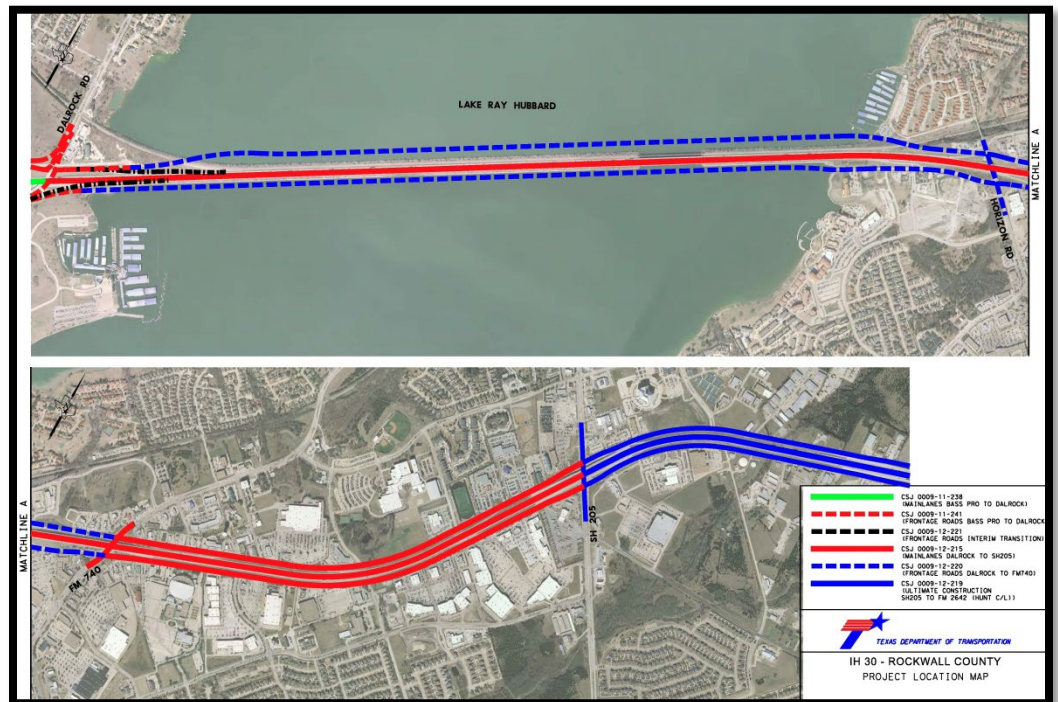 DALROCK RD
LAKE RAY HUBBARD
MATCHLINE A
HORIZON RD
MATCHLINE A
FM 740
SH 205
CSJ 0009-11-238
(MAINLANES BASS PRO TO DALROCK)
CSJ 0009-11-241
(FRONTAGE ROADS BASS PRO TO DALROCK
CSJ 0009-12-221
(FRONTAGE ROADS INTERIM TRANSITION)
CSJ 0009-12-215
(MAINLANES DALROCK TO SH205)
CSJ 0009-12-220
(FRONTAGE ROADS DALROCK TO FM740)
CSJ 0009-12-219
(ULTIMATE CONSTRUCTION
SH205 TO FM 2642 (HUNT C/L))
TEXAS DEPARTMENT OF TRANSPORTATION
IH 30 - ROCKWALL COUNTY
PROJECT LOCATION MAP